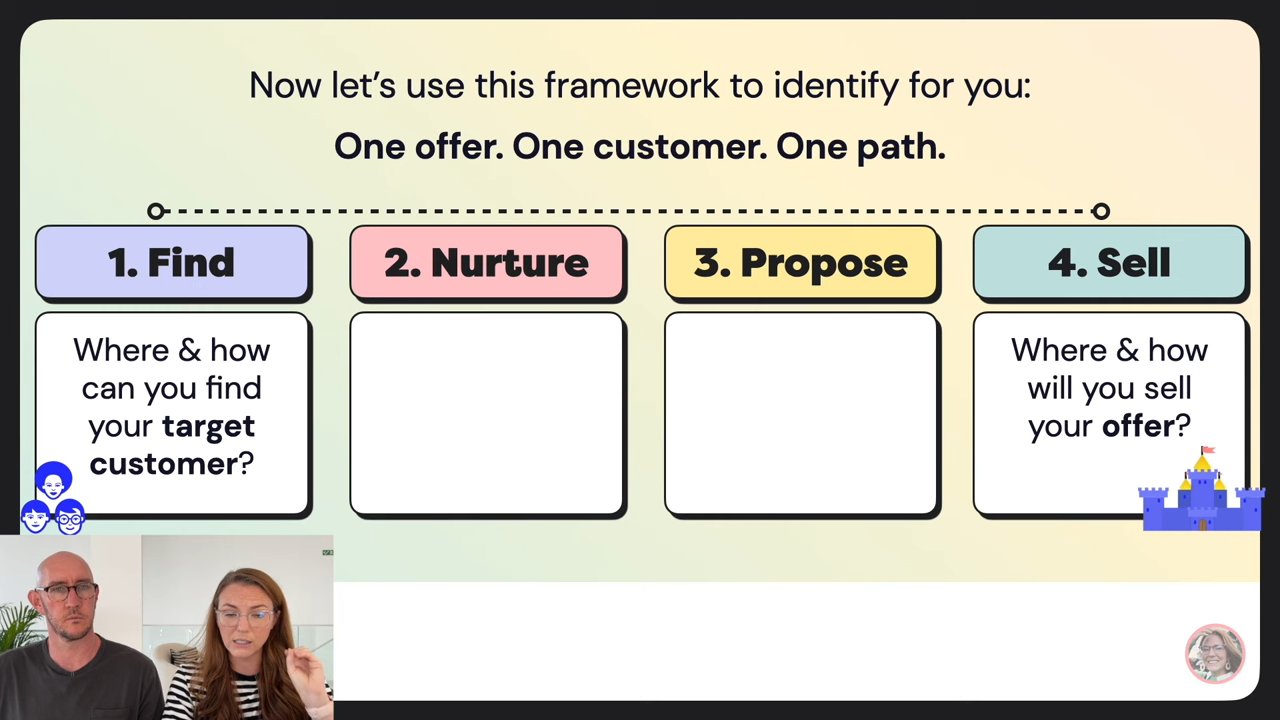 Now let's use this framework to identify for you:
One offer. One customer. One path.
1. Find
2. Nurture
3. Propose
4. Sell
Where & how
can you find
your target
customer?
Where & how
will you sell
your offer?